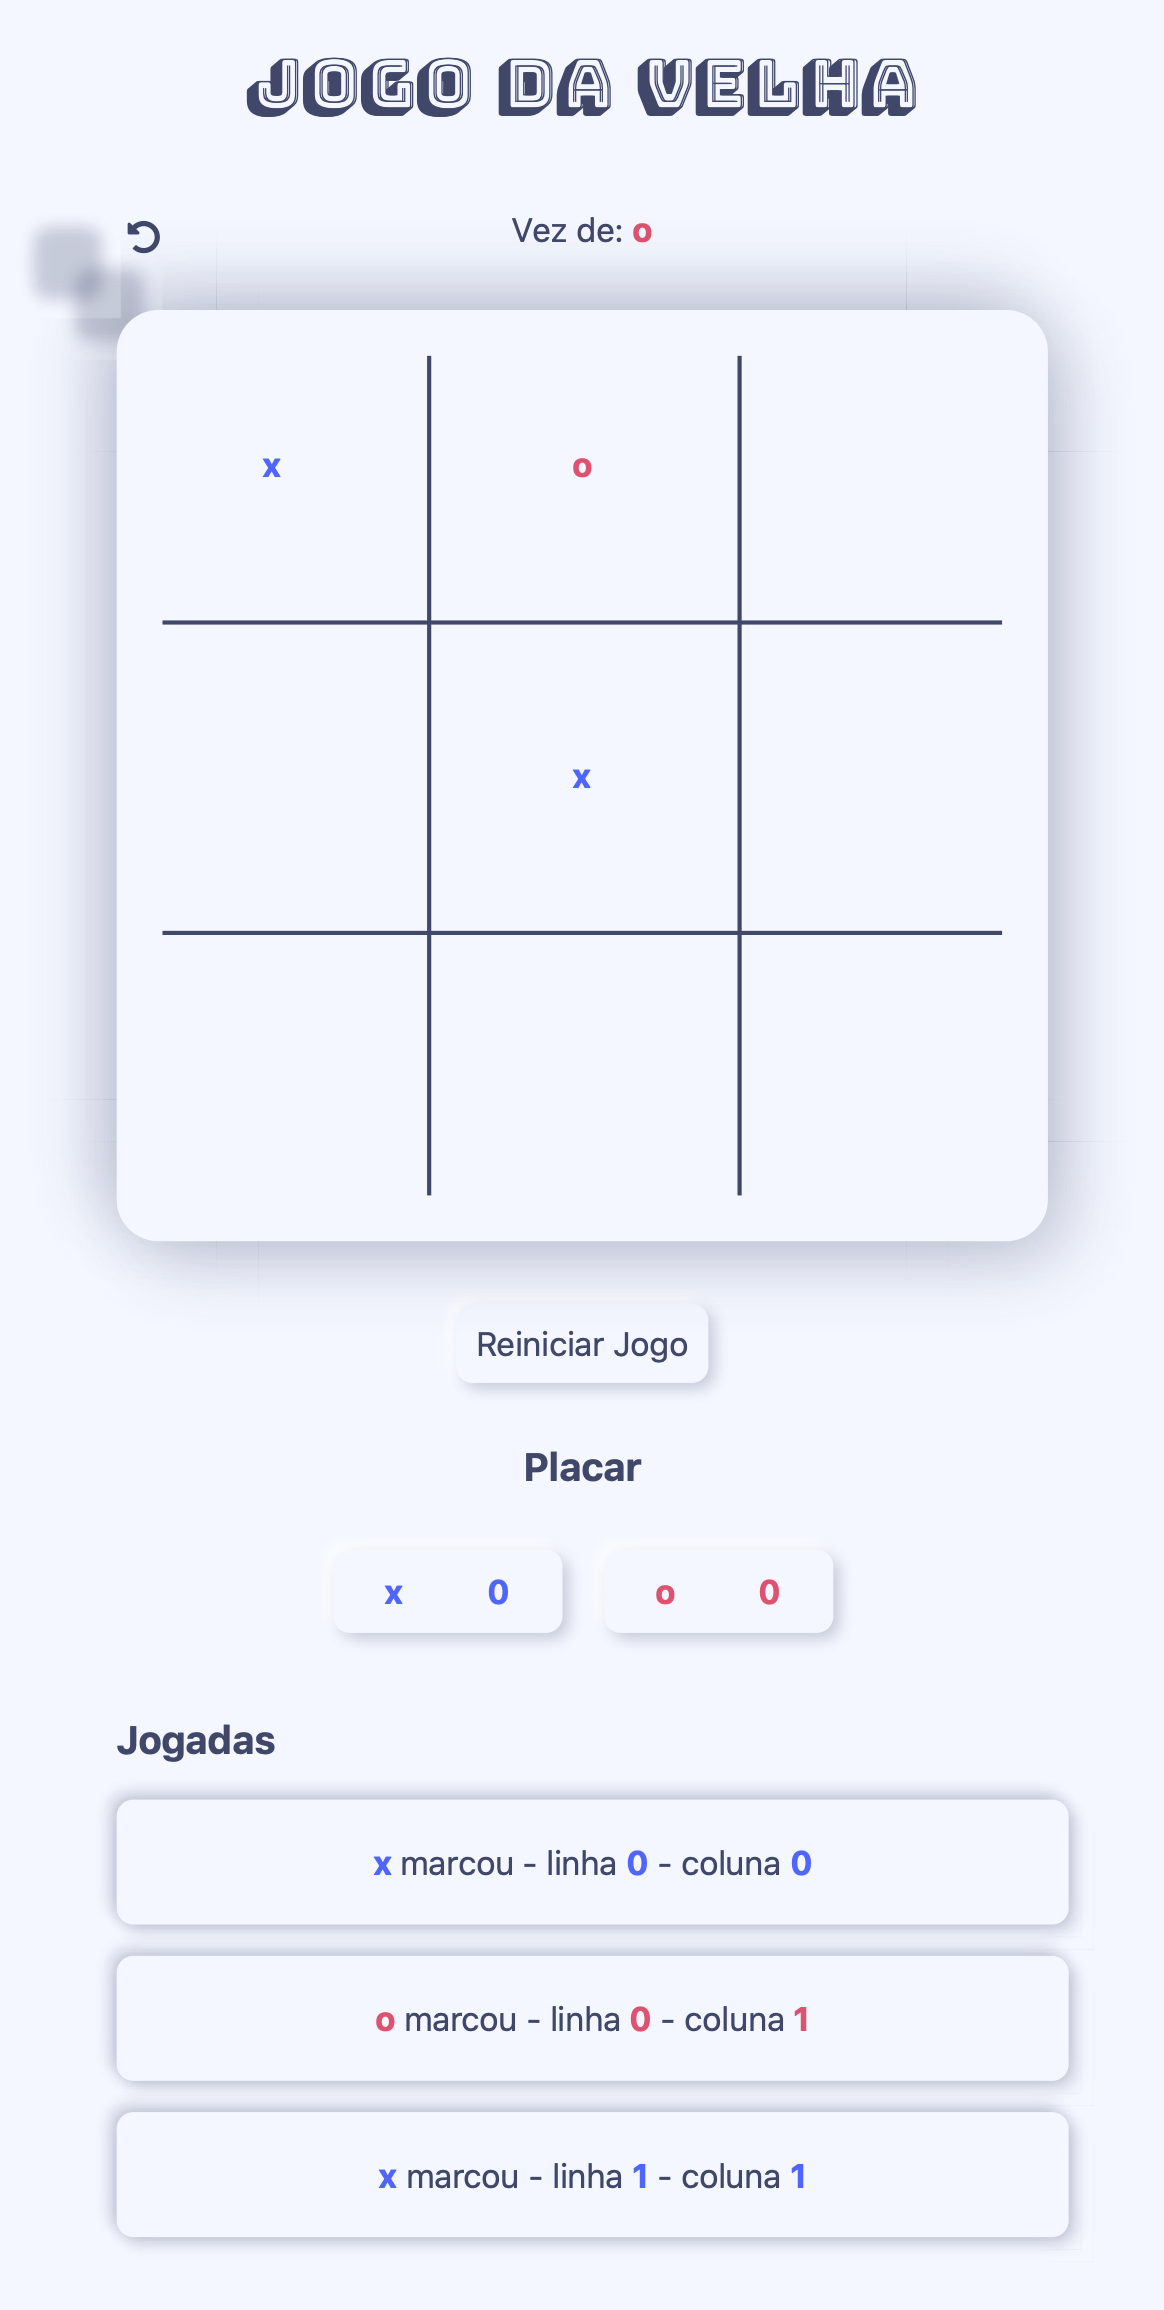 JOGO DA VELHA
Vez de: o
x o
x
Reiniciar Jogo
Placar
x 0 o 0
Jogadas
x marcou - linha 0 - coluna 0
o marcou - linha 0 - coluna 1
x marcou - linha 1 - coluna 1